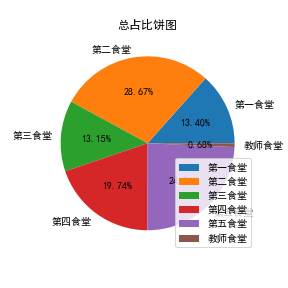 总占比饼图
第二食堂
28.67%
第一食堂
13.40%
第三食堂
13.15%
0.68%
教师食堂
19.74%
第四食堂
第一食堂
第二食堂
第三食堂
第四食堂
第五食堂
教师食堂